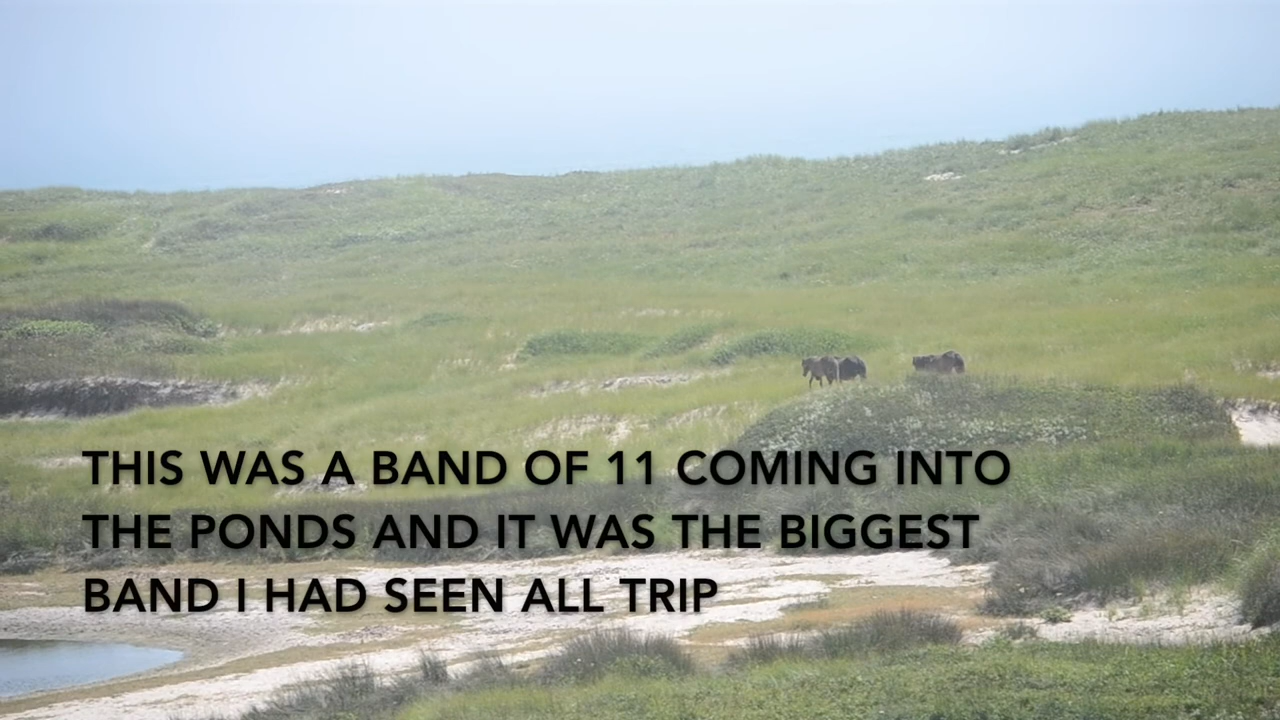 THIS WAS A BAND OF 11 COMING INTO
THE PONDS AND IT WAS THE BIGGEST
BAND I HAD SEEN ALL TRIP